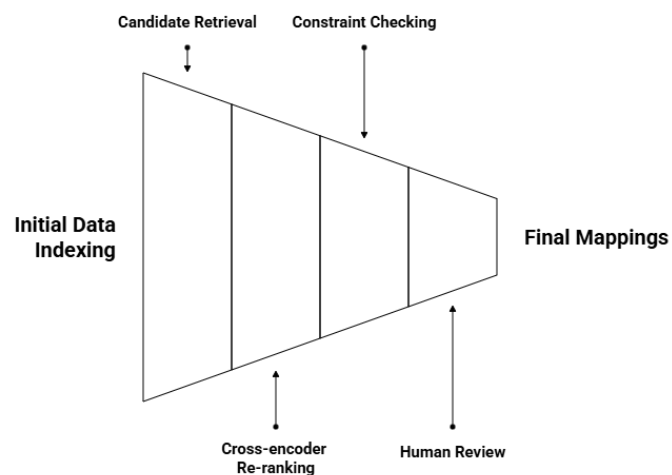 Candidate Retrieval
Constraint Checking
Initial Data
Indexing
Final Mappings
Cross-encoder
Re-ranking
Human Review